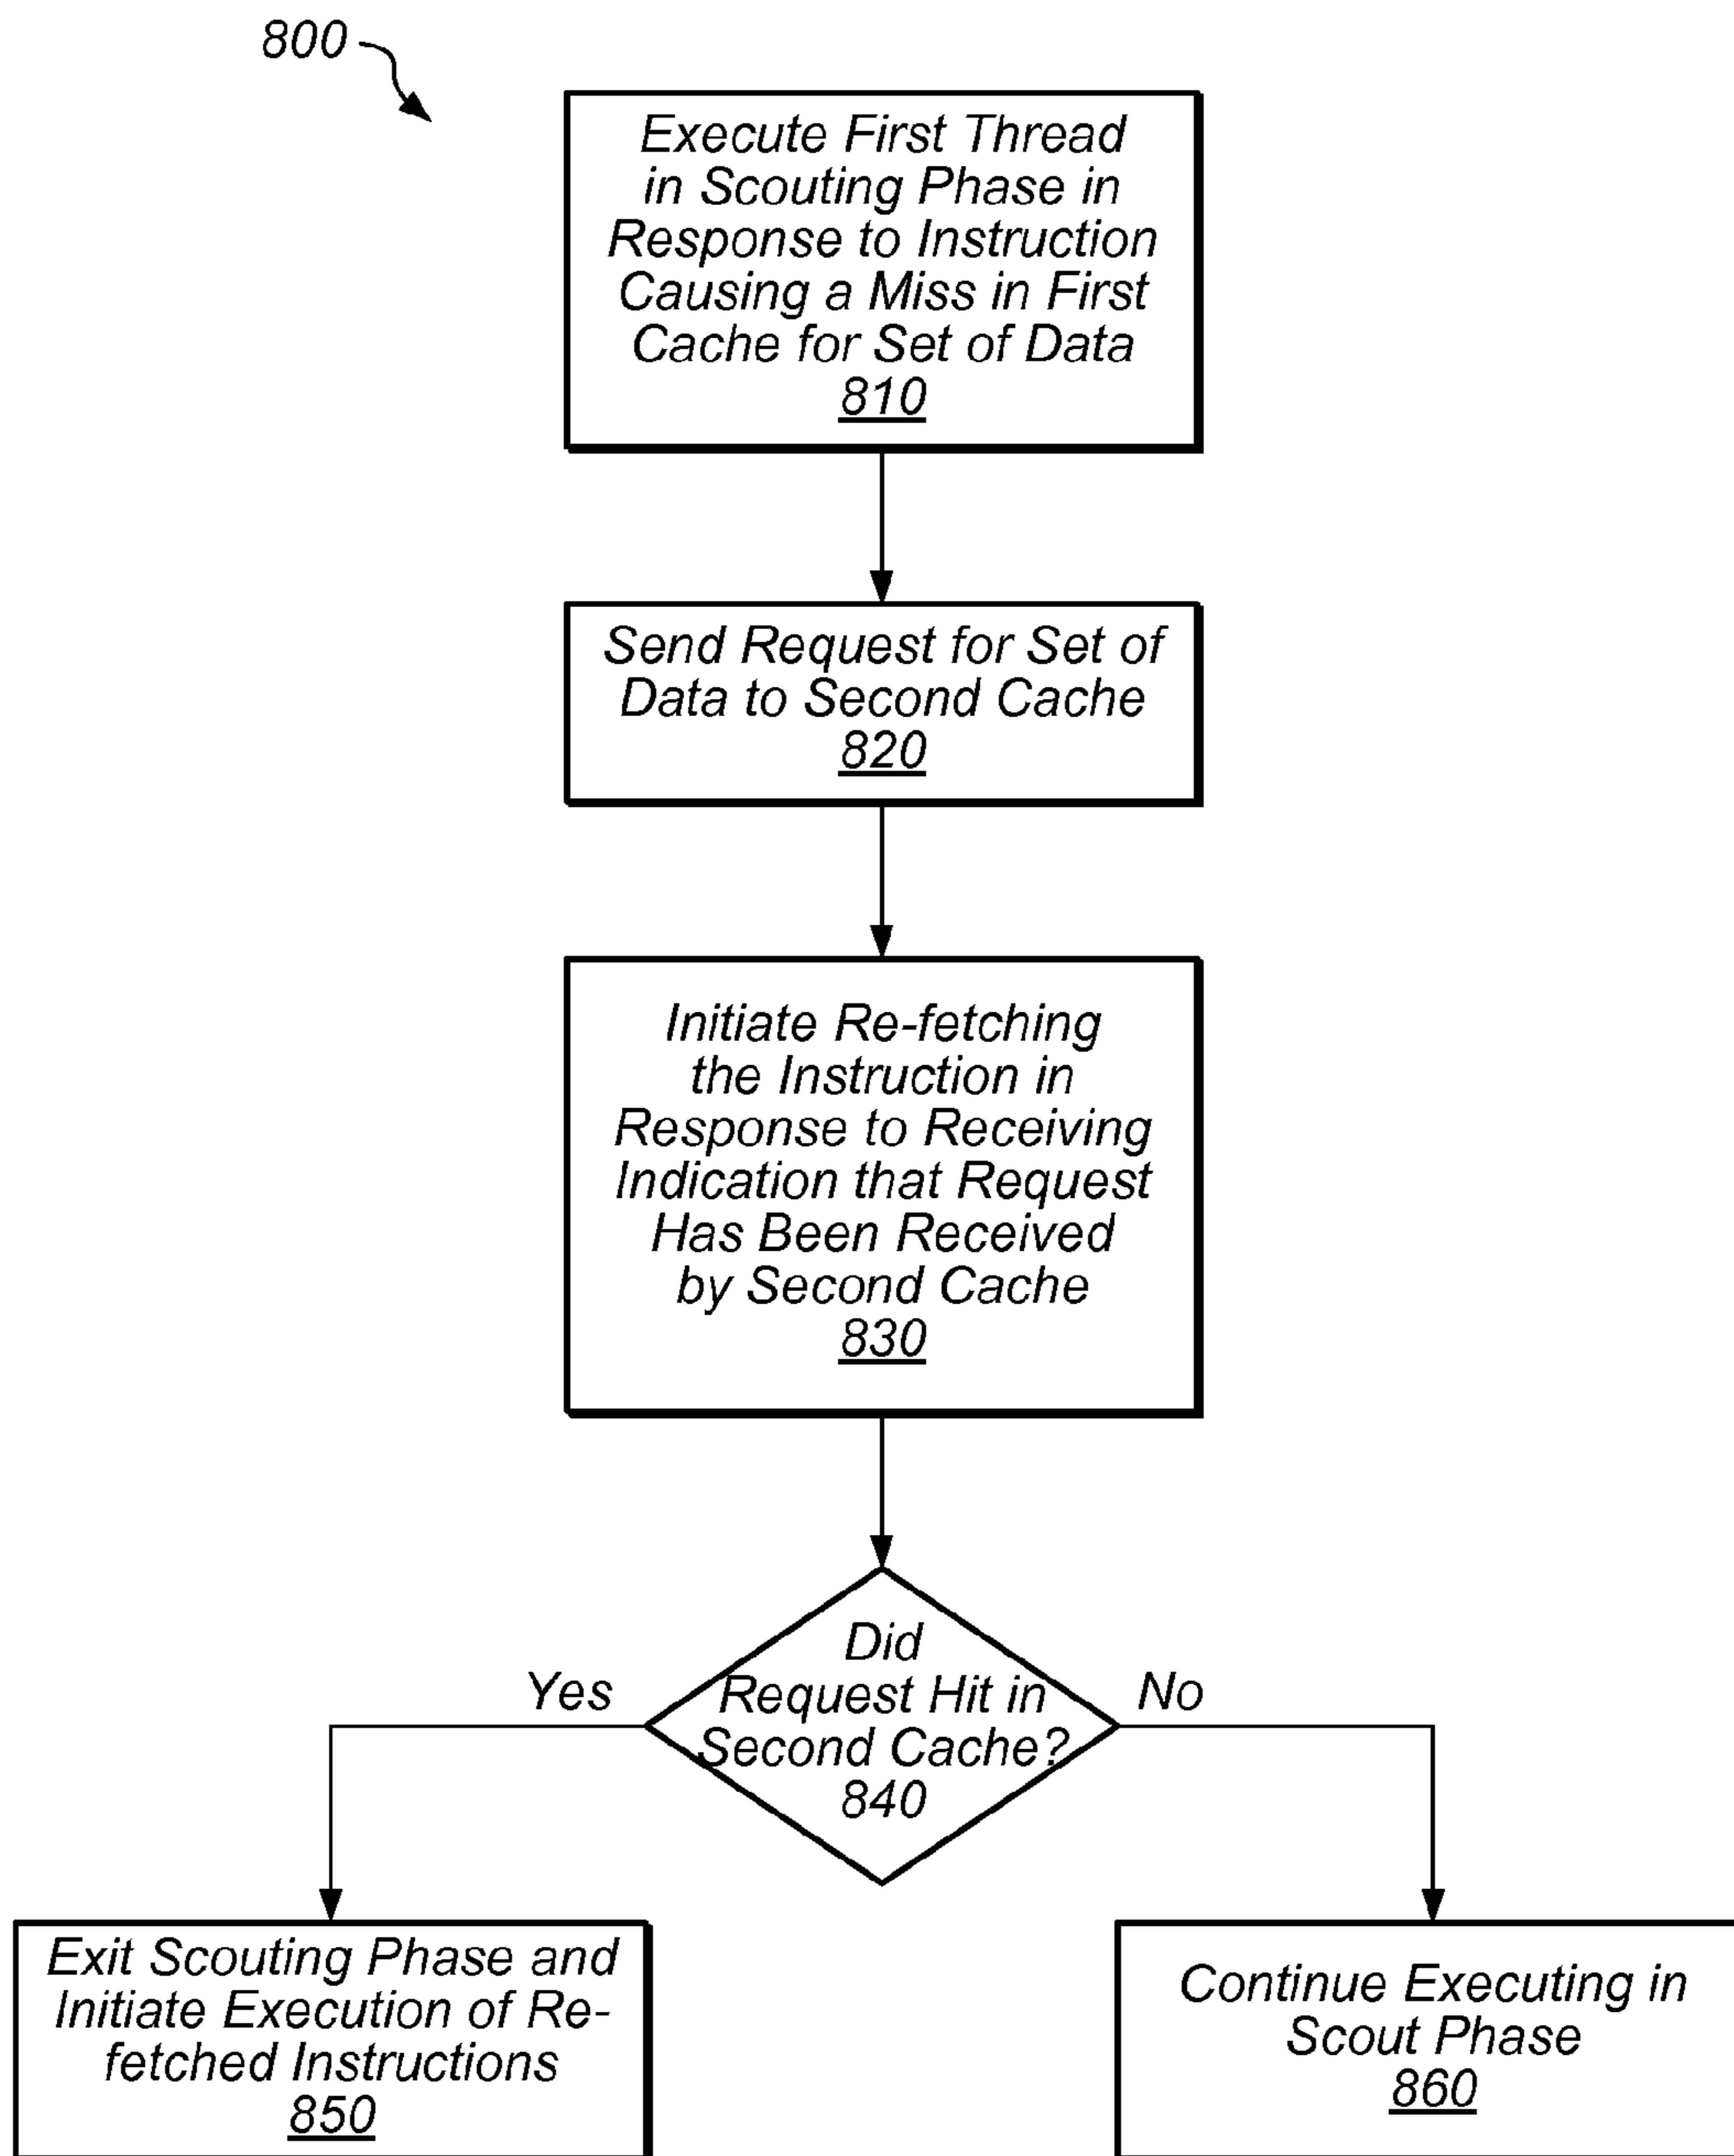 800
Execute First Thread
in Scouting Phase in
Response to Instruction
Causing a Miss in First
Cache for Set of Data
810
Send Request for Set of
Data to Second Cache
820
Initiate Re-fetching
the Instruction in
Response to Receiving
Indication that Request
Has Been Received
by Second Cache
830
Did
Request Hit in
Second Cache?
840
Yes
No
Exit Scouting Phase and
Initiate Execution of Re-
fetched Instructions
850
Continue Executing in
Scout Phase
860